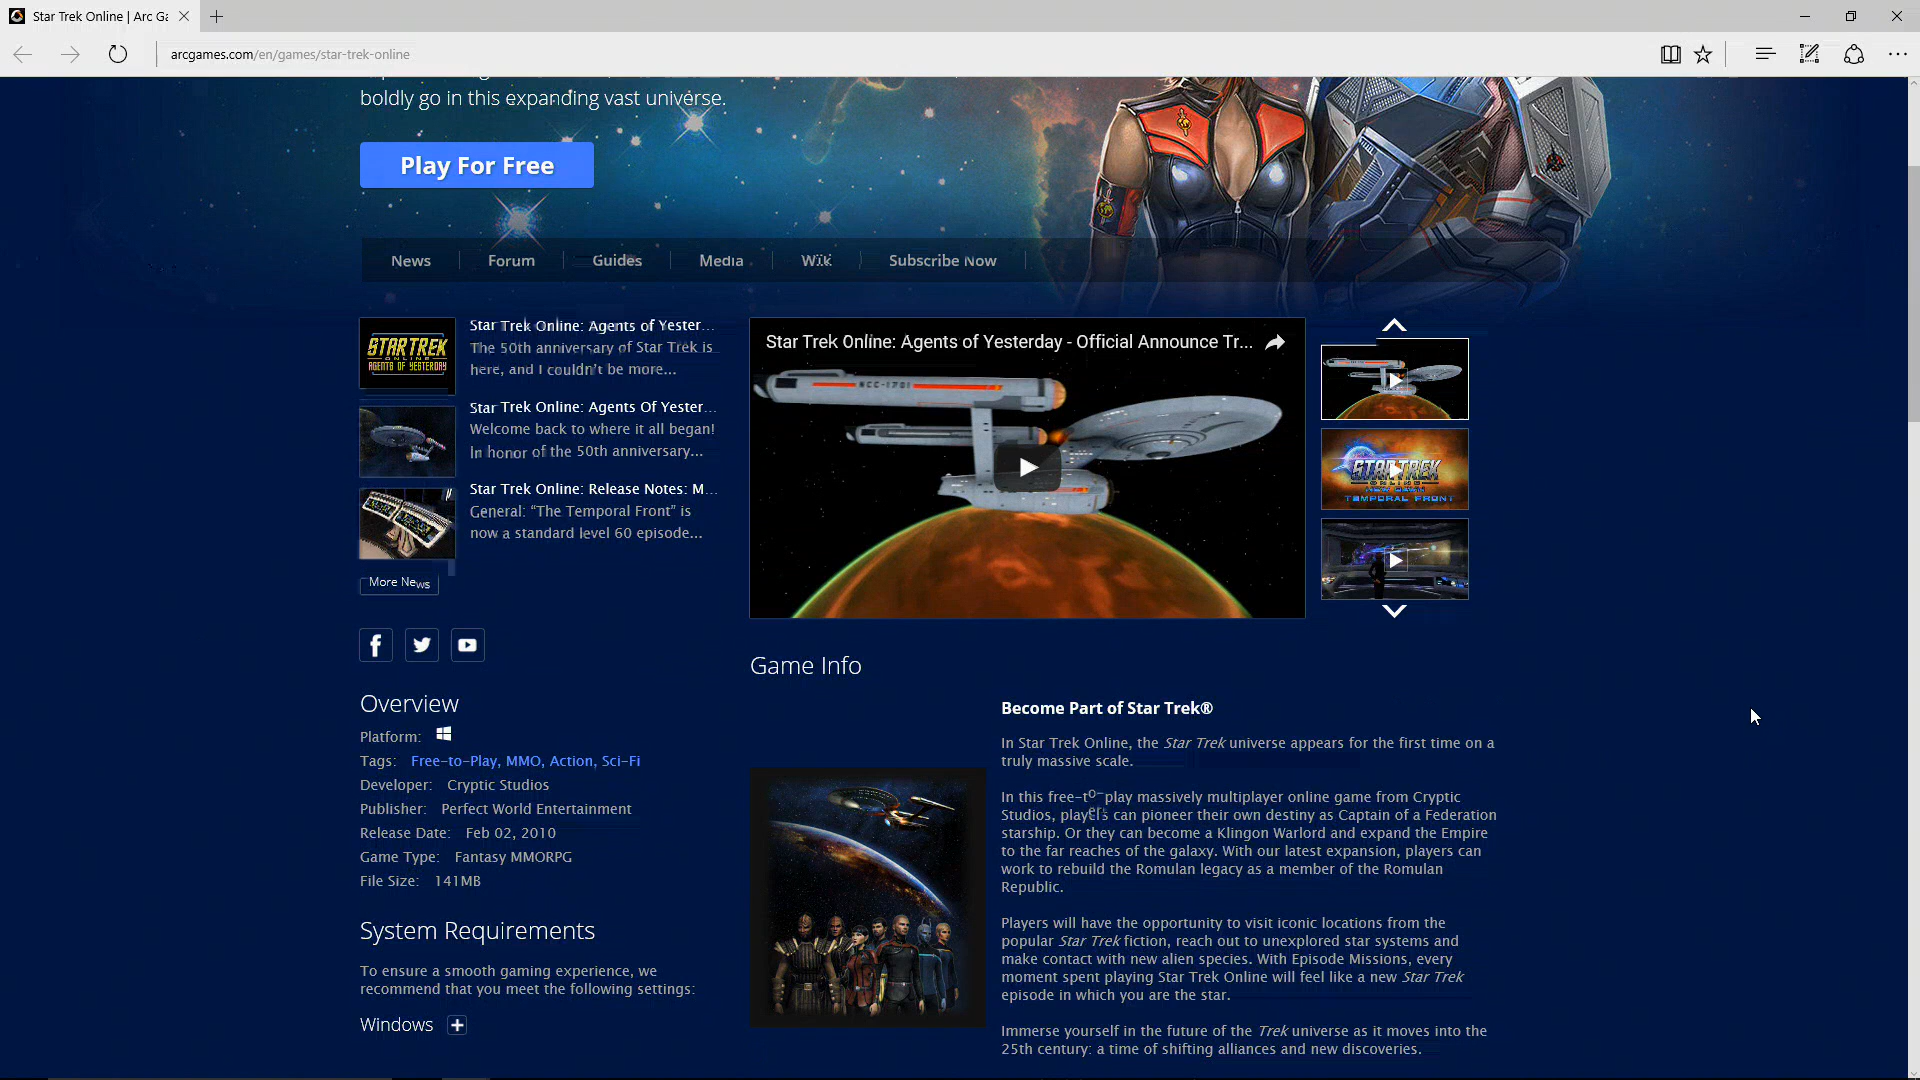 Star Trek Online | Arc Ga
arcgames.com/en/games/star-trek-online
boldly go in this expanding vast universe.
Play For Free
News
Forum
Guides
Media
Wiki
Subscribe Now
STAR TREK
ONLINE
AGENTS OF YESTERDAY
Star Trek Online: Agents of Yester...
The 50th anniversary of Star Trek is
here, and I couldn't be more...
Star Trek Online: Agents Of Yester...
Welcome back to where it all began!
In honor of the 50th anniversary...
Star Trek Online: Release Notes: M...
General: “The Temporal Front” is
now a standard level 60 episode...
More News
Star Trek Online: Agents of Yesterday - Official Announce Tr...
NCC-1701
STAR TREK
ONLINE
NEW DAWN
TEMPORAL FRONT
Overview
Platform:
Tags: Free-to-Play, MMO, Action, Sci-Fi
Developer: Cryptic Studios
Publisher: Perfect World Entertainment
Release Date: Feb 02, 2010
Game Type: Fantasy MMORPG
File Size: 141MB
System Requirements
To ensure a smooth gaming experience, we
recommend that you meet the following settings:
Windows +
Game Info
Become Part of Star Trek®
In Star Trek Online, the Star Trek universe appears for the first time on a
truly massive scale.
In this free-to-play massively multiplayer online game from Cryptic
Studios, players can pioneer their own destiny as Captain of a Federation
starship. Or they can become a Klingon Warlord and expand the Empire
to the far reaches of the galaxy. With our latest expansion, players can
work to rebuild the Romulan legacy as a member of the Romulan
Republic.
Players will have the opportunity to visit iconic locations from the
popular Star Trek fiction, reach out to unexplored star systems and
make contact with new alien species. With Episode Missions, every
moment spent playing Star Trek Online will feel like a new Star Trek
episode in which you are the star.
Immerse yourself in the future of the Trek universe as it moves into the
25th century: a time of shifting alliances and new discoveries.